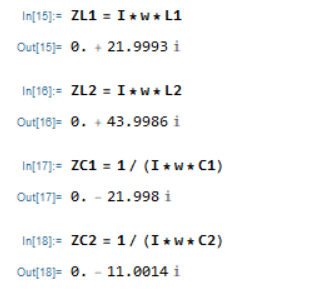 In[15]:= ZL1 = I * w * L1
Out[15]= 0. + 21.9993 i
In[16]:= ZL2 = I * w * L2
Out[16]= 0. + 43.9986 i
In[17]:= ZC1 = 1 / (I * w * C1)
Out[17]= 0. - 21.998 i
In[18]:= ZC2 = 1 / (I * w * C2)
Out[18]= 0. - 11.0014 i